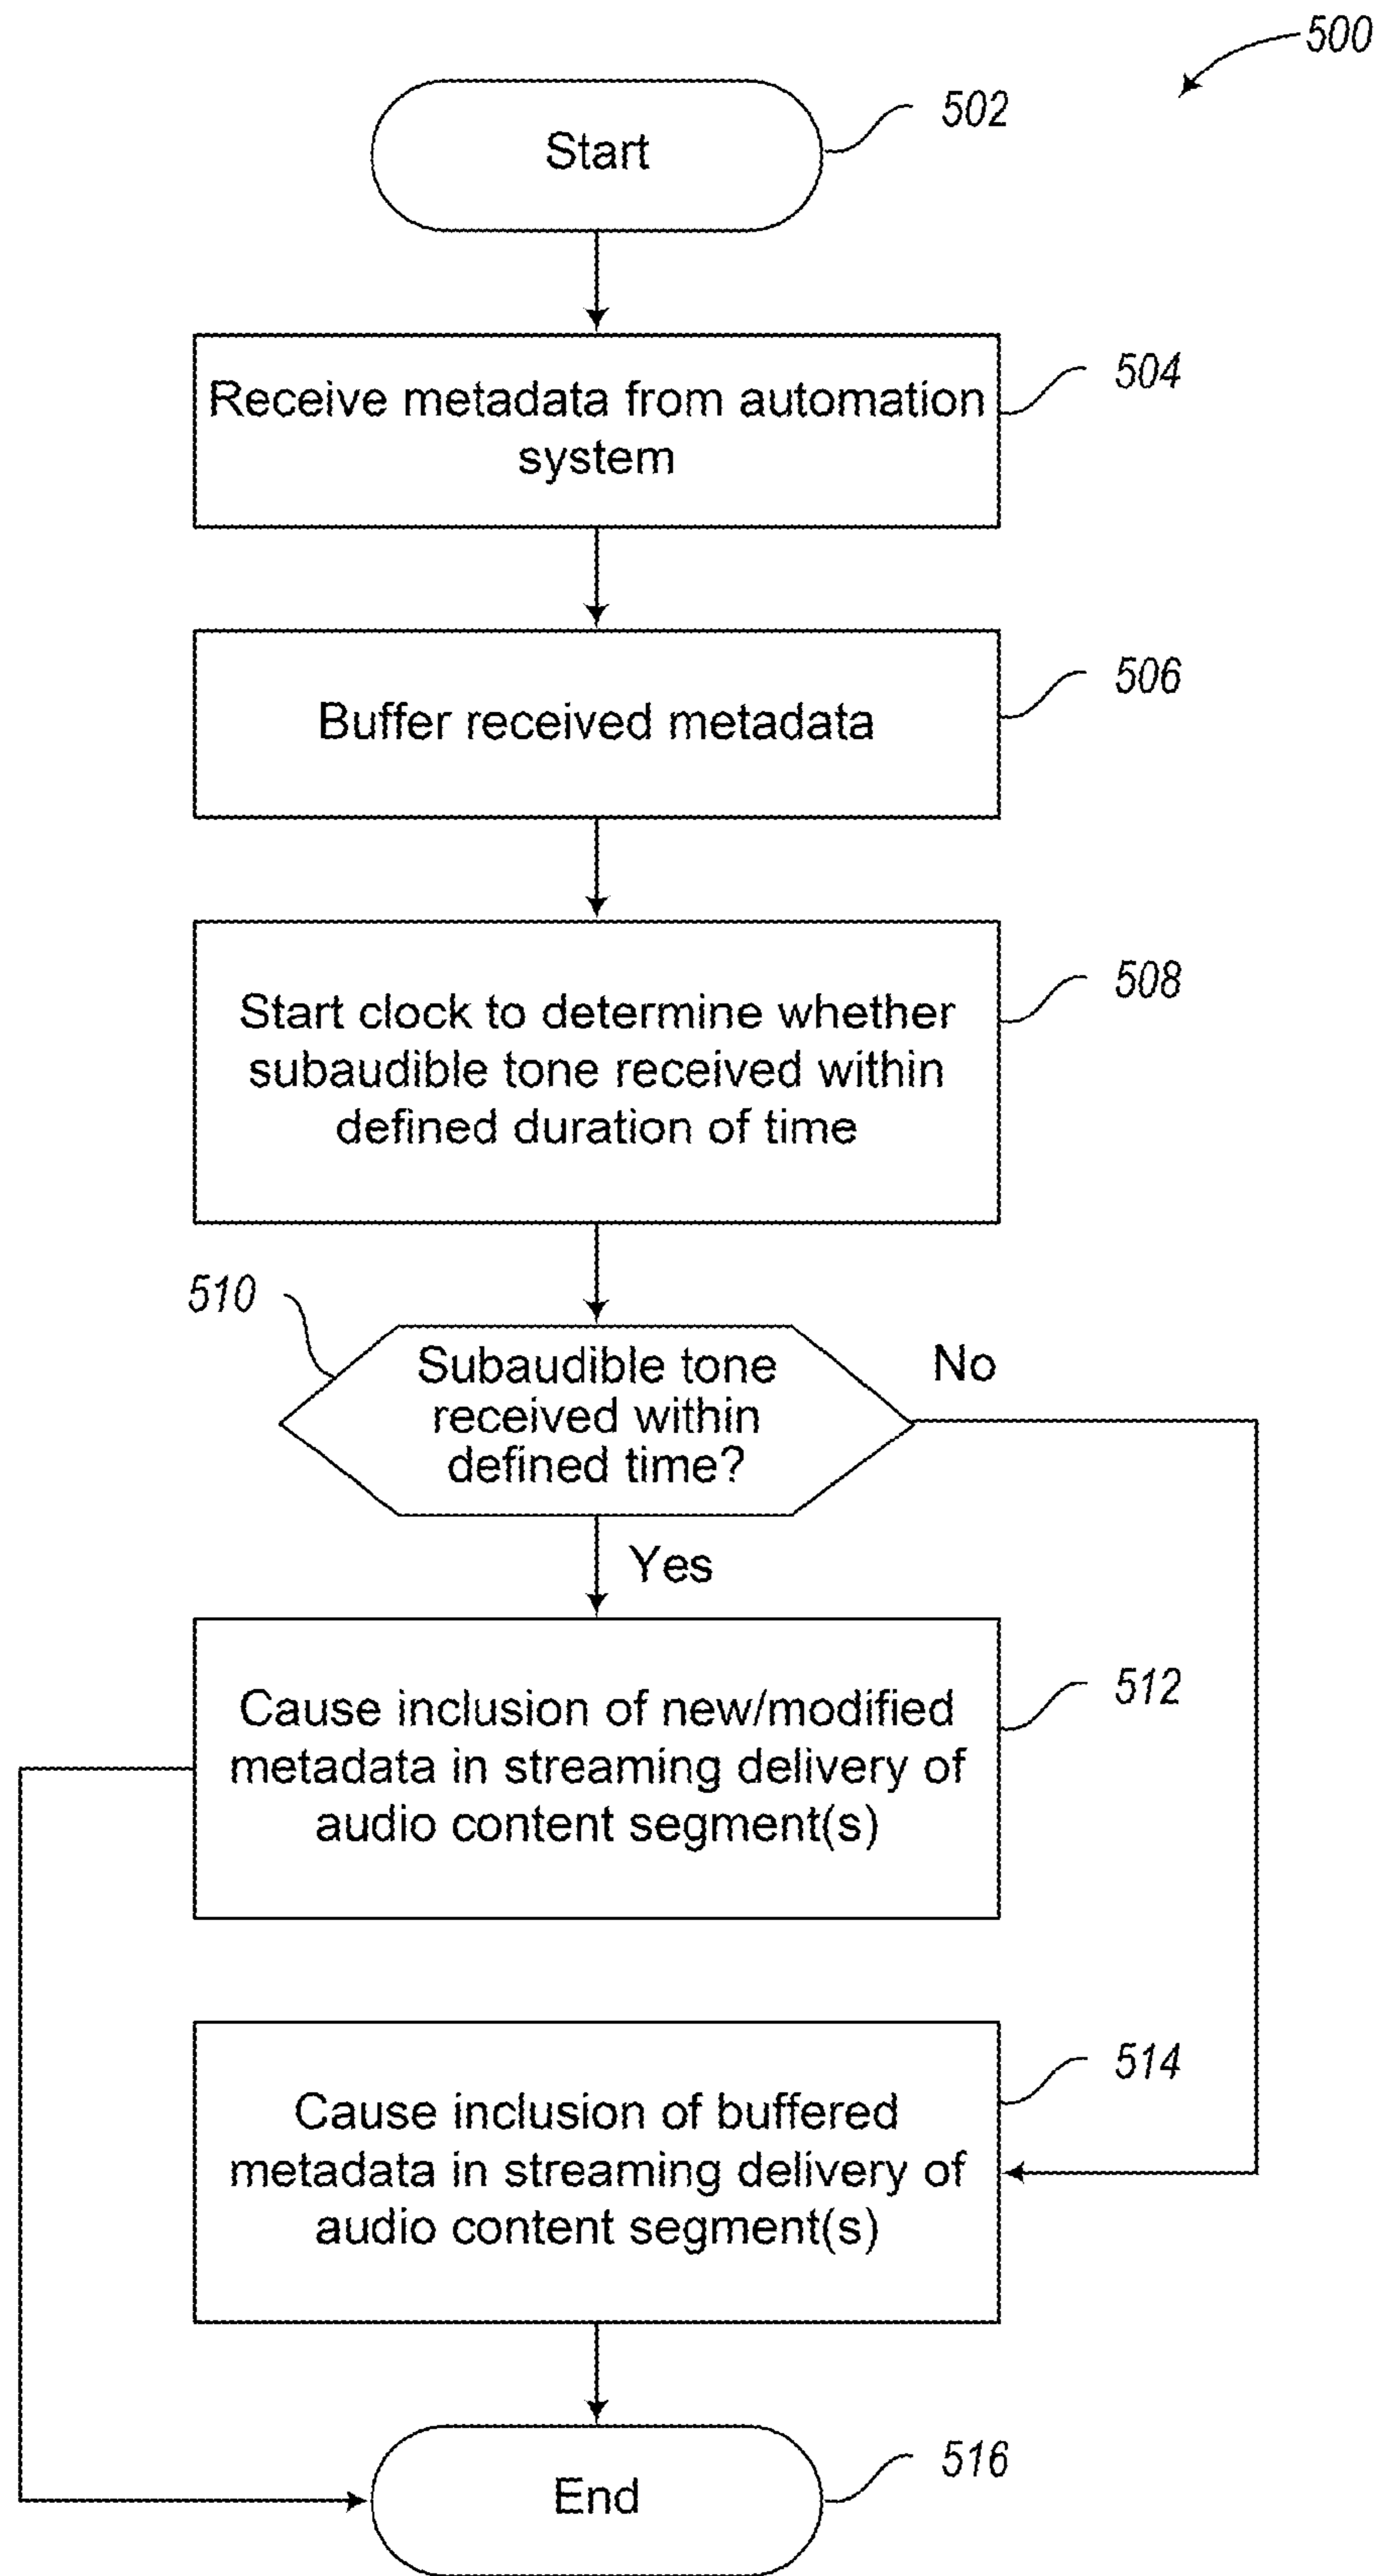 500
502
Start
504
Receive metadata from automation
system
506
Buffer received metadata
508
Start clock to determine whether
subaudible tone received within
defined duration of time
510
Subaudible tone
received within
defined time?
No
Yes
512
Cause inclusion of new/modified
metadata in streaming delivery of
audio content segment(s)
514
Cause inclusion of buffered
metadata in streaming delivery of
audio content segment(s)
516
End